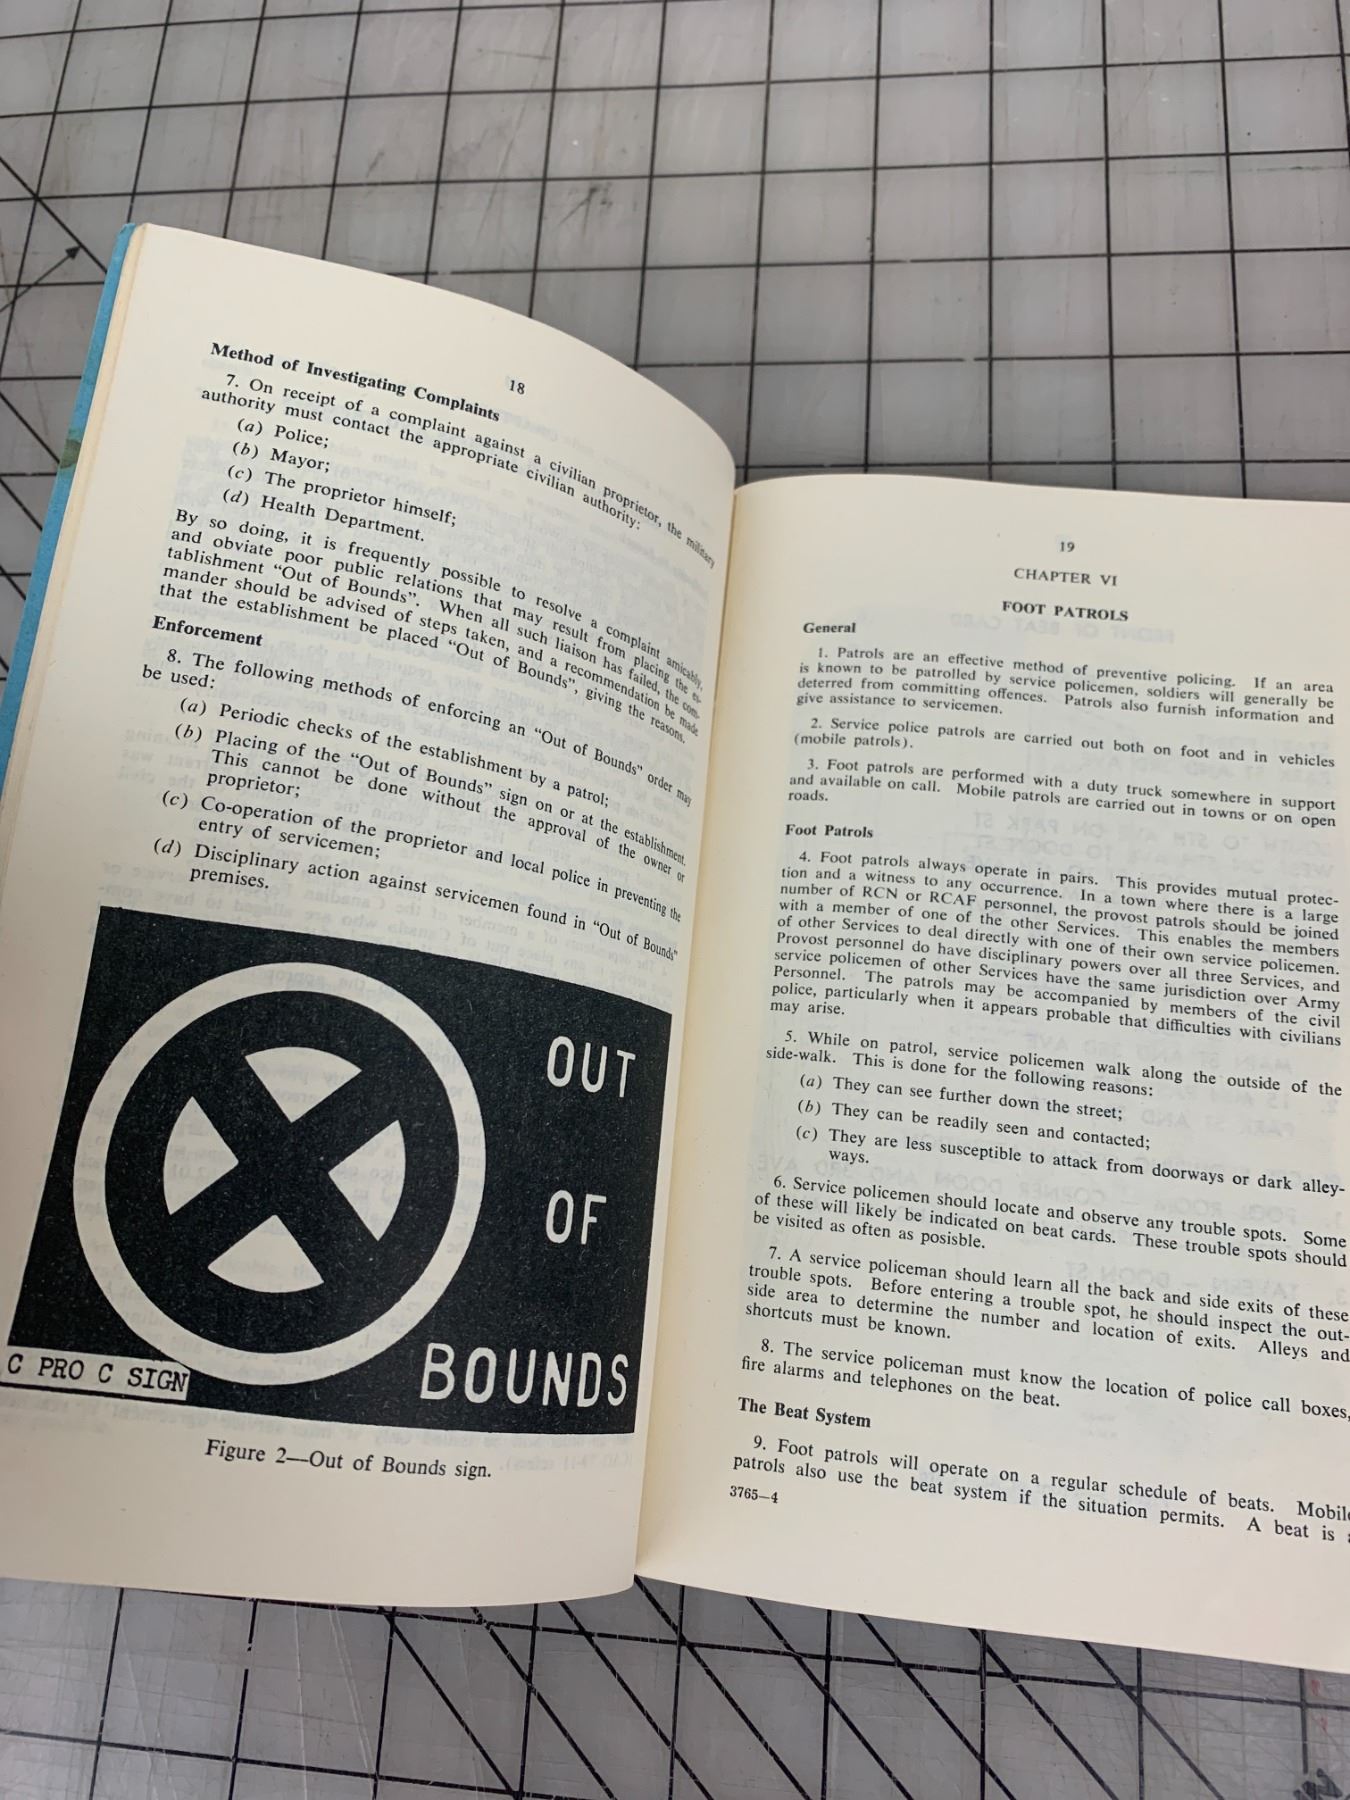 18
Method of Investigating Complaints
7. On receipt of a complaint against a civilian proprietor, the military
authority must contact the appropriate civilian authority:
(a) Police;
(b) Mayor;
(c) The proprietor himself;
(d) Health Department.
By so doing, it is frequently possible to resolve a complaint amicably,
and obviate poor public relations that may result from placing the es-
tablishment "Out of Bounds". When all such liaison has failed, the com-
mander should be advised of steps taken, and a recommendation be made
that the establishment be placed "Out of Bounds", giving the reasons.
Enforcement
8. The following methods of enforcing an "Out of Bounds" order may
be used:
(a) Periodic checks of the establishment by a patrol;
(b) Placing of the "Out of Bounds" sign on or at the establishment.
This cannot be done without the approval of the owner or
proprietor;
(c) Co-operation of the proprietor and local police in preventing the
entry of servicemen;
(d) Disciplinary action against servicemen found in "Out of Bounds"
premises.
OUT
OF
BOUNDS
C PRO C SIGN
Figure 2—Out of Bounds sign.
19
CHAPTER VI
FOOT PATROLS
General
1. Patrols are an effective method of preventive policing. If an area
is known to be patrolled by service policemen, soldiers will generally be
deterred from committing offences. Patrols also furnish information and
give assistance to servicemen.
2. Service police patrols are carried out both on foot and in vehicles
(mobile patrols).
3. Foot patrols are performed with a duty truck somewhere in support
and available on call. Mobile patrols are carried out in towns or on open
roads.
Foot Patrols
4. Foot patrols always operate in pairs. This provides mutual protec-
tion and a witness to any occurrence. In a town where there is a large
number of RCN or RCAF personnel, the provost patrols should be joined
with a member of one of the other Services. This enables the members
of other Services to deal directly with one of their own service policemen.
Provost personnel do have disciplinary powers over all three Services, and
service policemen of other Services have the same jurisdiction over Army
Personnel. The patrols may be accompanied by members of the civil
police, particularly when it appears probable that difficulties with civilians
may arise.
5. While on patrol, service policemen walk along the outside of the
side-walk. This is done for the following reasons:
(a) They can see further down the street;
(b) They can be readily seen and contacted;
(c) They are less susceptible to attack from doorways or dark alley-
ways.
6. Service policemen should locate and observe any trouble spots. Some
of these will likely be indicated on beat cards. These trouble spots should
be visited as often as posisble.
7. A service policeman should learn all the back and side exits of these
trouble spots. Before entering a trouble spot, he should inspect the out-
side area to determine the number and location of exits. Alleys and
shortcuts must be known.
8. The service policeman must know the location of police call boxes,
fire alarms and telephones on the beat.
The Beat System
9. Foot patrols will operate on a regular schedule of beats. Mobile
patrols also use the beat system if the situation permits. A beat is
3765—4